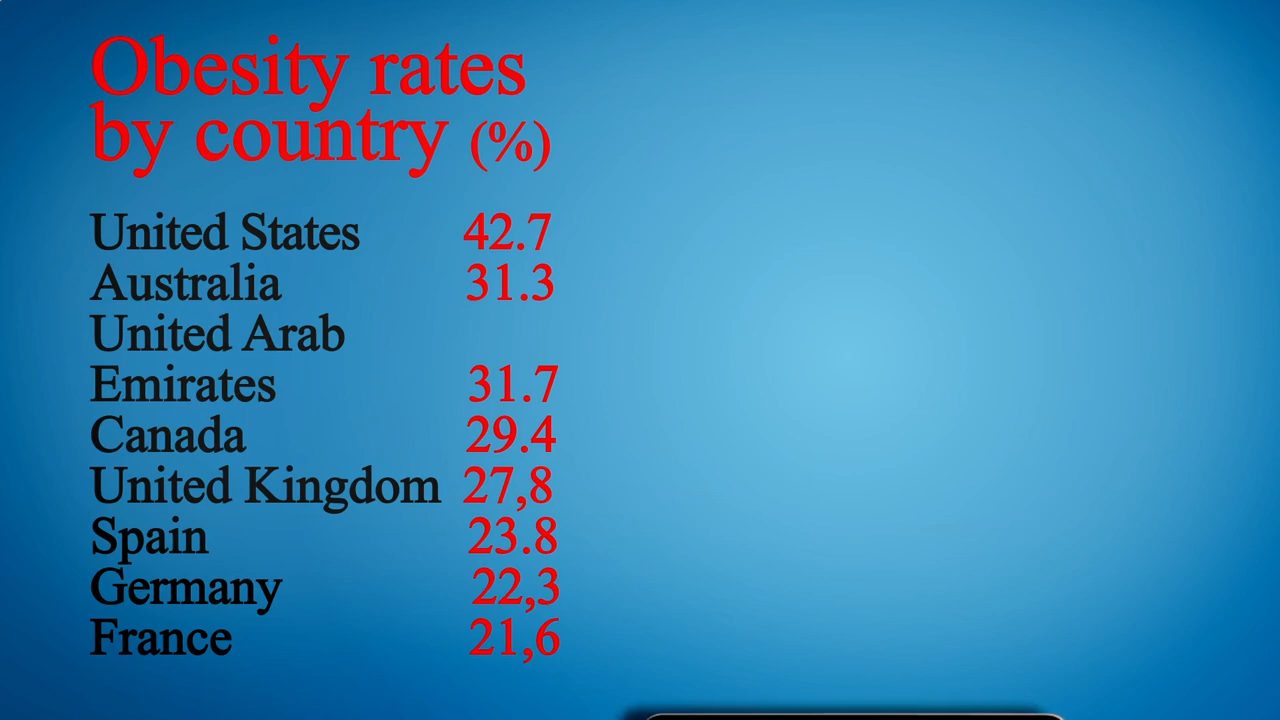 Obesity rates
by country (%)
United States 42.7
Australia 31.3
United Arab
Emirates 31.7
Canada 29.4
United Kingdom 27,8
Spain 23.8
Germany 22,3
France 21,6